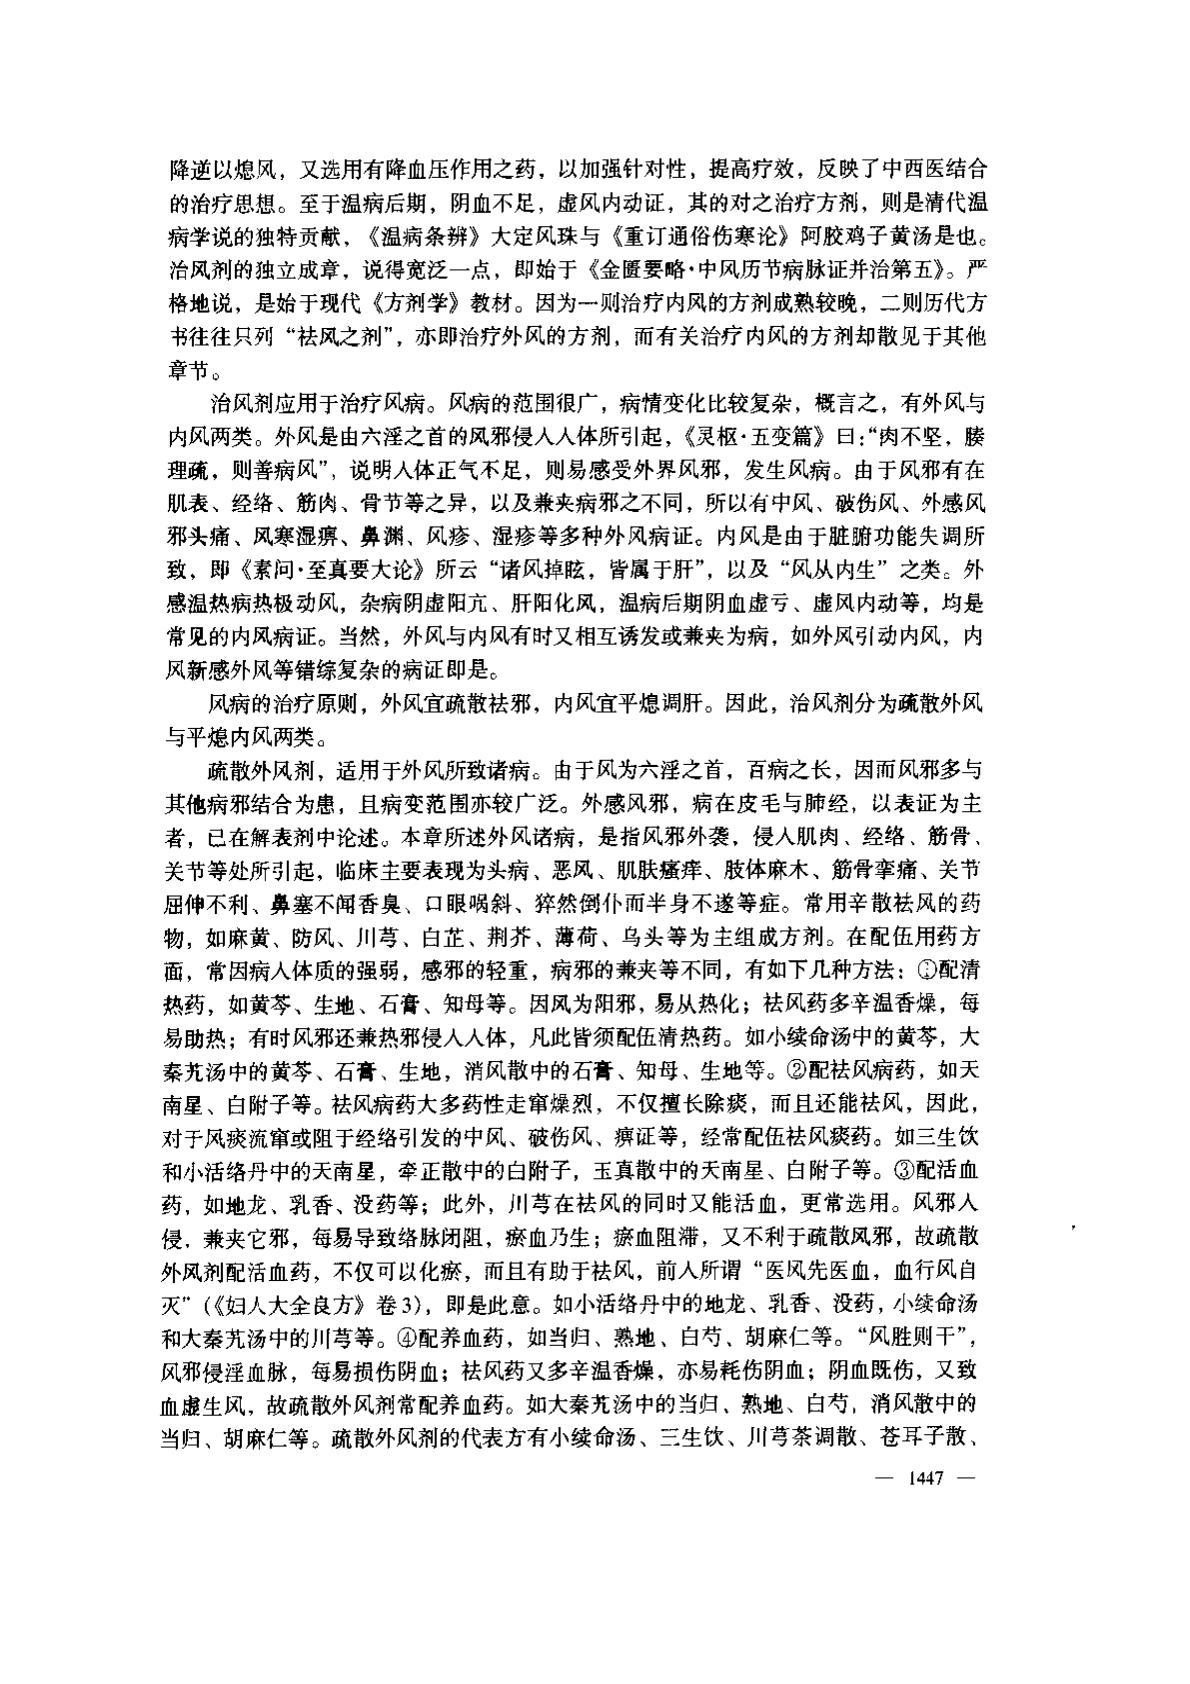 降逆以熄风，又选用有降血压作用之药，以加强针对性，提高疗效，反映了中西医结合
的治疗思想。至于温病后期，阴血不足，虚风内动证，其的对之治疗方剂，则是清代温
病学说的独特贡献，《温病条辨》大定风珠与《重订通俗伤寒论》阿胶鸡子黄汤是也。
治风剂的独立成章，说得宽泛一点，即始于《金匮要略·中风历节病脉证并治第五》。严
格地说，是始于现代《方剂学》教材。因为一则治疗内风的方剂成熟较晚，二则历代方
书往往只列“祛风之剂”，亦即治疗外风的方剂，而有关治疗内风的方剂却散见于其他
章节。
治风剂应用于治疗风病。风病的范围很广，病情变化比较复杂，概言之，有外风与
内风两类。外风是由六淫之首的风邪侵人人体所引起，《灵枢·五变篇》曰：“肉不坚，腠
理疏，则善病风”，说明人体正气不足，则易感受外界风邪，发生风病。由于风邪有在
肌表、经络、筋肉、骨节等之异，以及兼夹病邪之不同，所以有中风、破伤风、外感风
邪头痛、风寒湿痹、鼻渊、风疹、湿疹等多种外风病证。内风是由于脏腑功能失调所
致，即《素问·至真要大论》所云“诸风掉眩，皆属于肝”，以及“风从内生”之类。外
感温热病热极动风，杂病阴虚阳亢、肝阳化风，温病后期阴血虚亏、虚风内动等，均是
常见的内风病证。当然，外风与内风有时又相互诱发或兼夹为病，如外风引动内风，内
风新感外风等错综复杂的病证即是。
风病的治疗原则，外风宜疏散祛邪，内风宜平熄调肝。因此，治风剂分为疏散外风
与平熄内风两类。
疏散外风剂，适用于外风所致诸病。由于风为六淫之首，百病之长，因而风邪多与
其他病邪结合为患，且病变范围亦较广泛。外感风邪，病在皮毛与肺经，以表证为主
者，已在解表剂中论述。本章所述外风诸病，是指风邪外袭，侵人肌肉、经络、筋骨、
关节等处所引起，临床主要表现为头病、恶风、肌肤瘙痒、肢体麻木、筋骨挛痛、关节
屈伸不利、鼻塞不闻香臭、口眼㖞斜、猝然倒仆而半身不遂等症。常用辛散祛风的药
物，如麻黄、防风、川芎、白芷、荆芥、薄荷、乌头等为主组成方剂。在配伍用药方
面，常因病人体质的强弱，感邪的轻重，病邪的兼夹等不同，有如下几种方法：①配清
热药，如黄芩、生地、石膏、知母等。因风为阳邪，易从热化；祛风药多辛温香燥，每
易助热；有时风邪还兼热邪侵人人体，凡此皆须配伍清热药。如小续命汤中的黄芩，大
秦艽汤中的黄芩、石膏、生地，消风散中的石膏、知母、生地等。②配祛风病药，如天
南星、白附子等。祛风病药大多药性走窜燥烈，不仅擅长除痰，而且还能祛风，因此，
对于风痰流窜或阻于经络引发的中风、破伤风、痹证等，经常配伍祛风痰药。如三生饮
和小活络丹中的天南星，牵正散中的白附子，玉真散中的天南星、白附子等。③配活血
药，如地龙、乳香、没药等；此外，川芎在祛风的同时又能活血，更常选用。风邪人
侵，兼夹它邪，每易导致络脉闭阻，瘀血乃生；瘀血阻滞，又不利于疏散风邪，故疏散
外风剂配活血药，不仅可以化瘀，而且有助于祛风，前人所谓“医风先医血，血行风自
灭”（《妇人大全良方》卷3），即是此意。如小活络丹中的地龙、乳香、没药，小续命汤
和大秦艽汤中的川芎等。④配养血药，如当归、熟地、白芍、胡麻仁等。“风胜则干”，
风邪侵淫血脉，每易损伤阴血；祛风药又多辛温香燥，亦易耗伤阴血；阴血既伤，又致
血虚生风，故疏散外风剂常配养血药。如大秦艽汤中的当归、熟地、白芍，消风散中的
当归、胡麻仁等。疏散外风剂的代表方有小续命汤、三生饮、川芎茶调散、苍耳子散、
— 1447 —